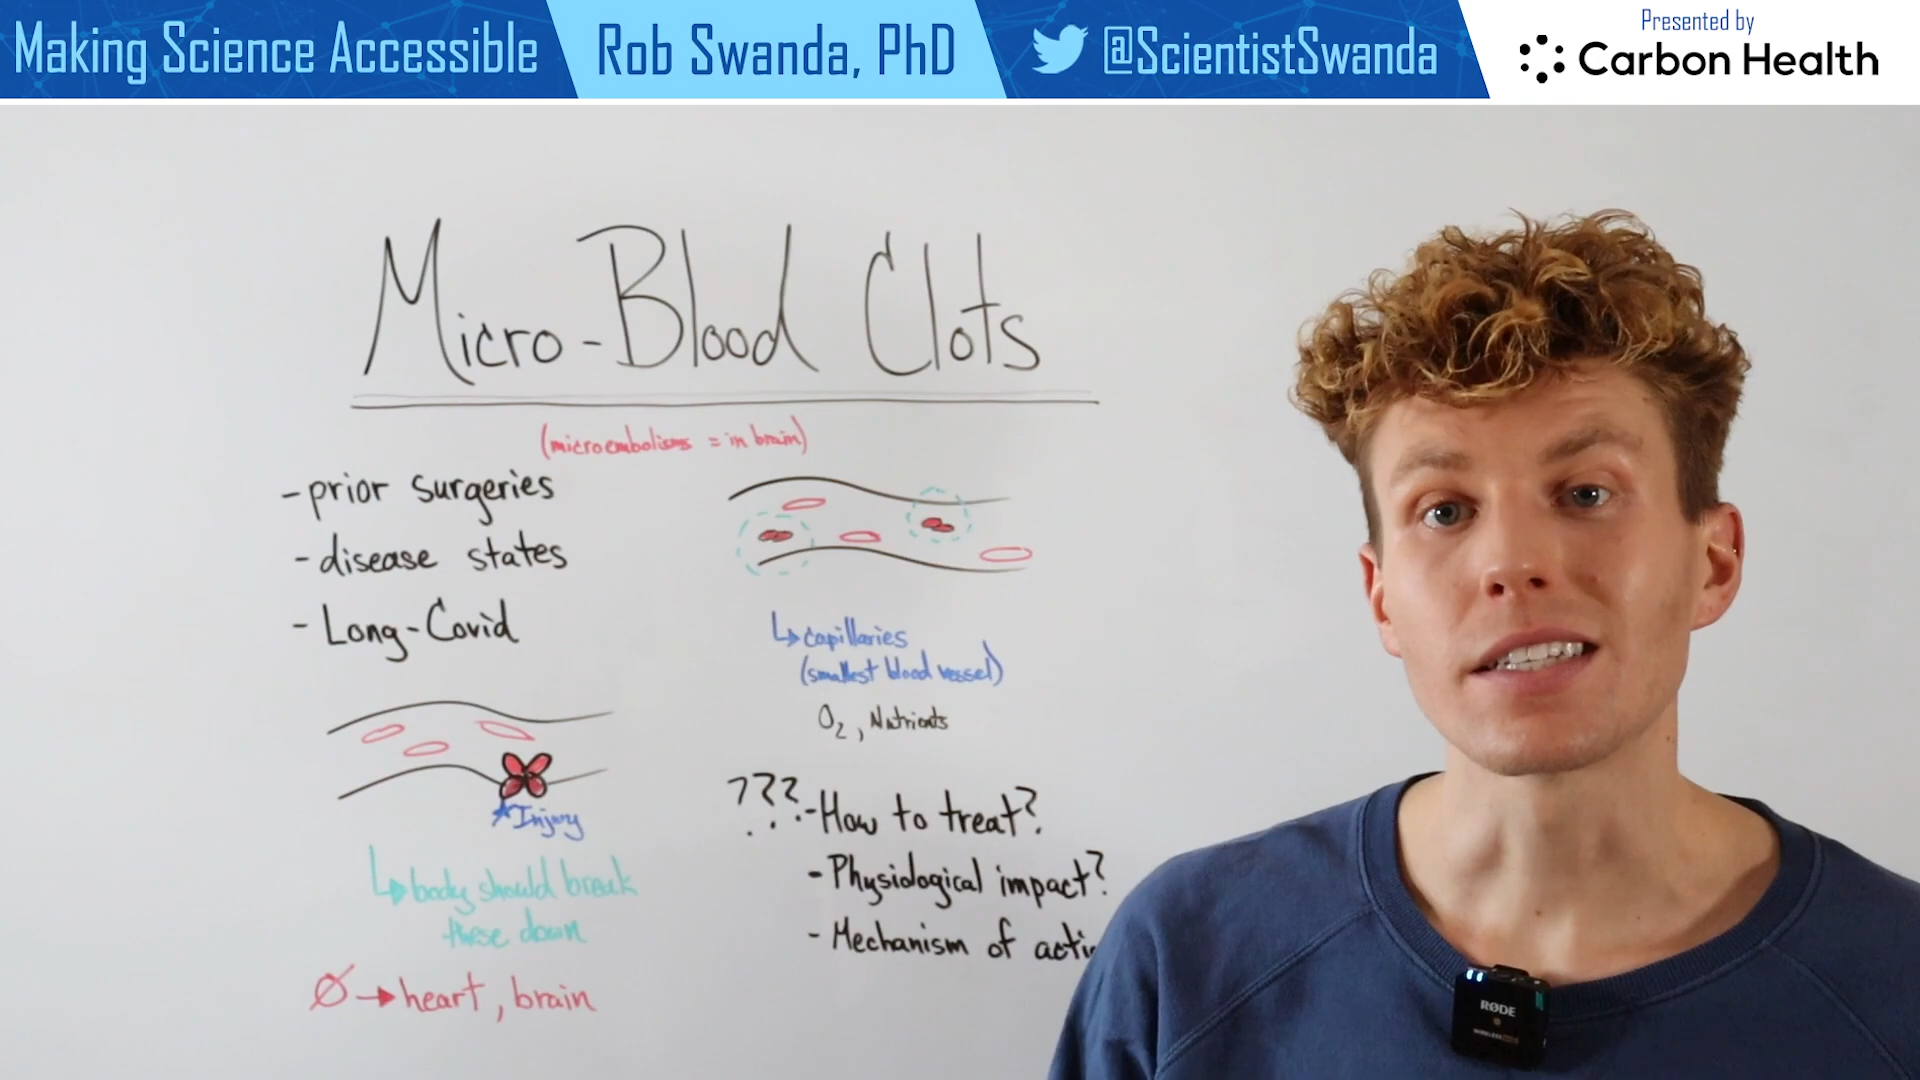 Making Science Accessible
Rob Swanda, PhD
@ScientistSwanda
Presented by
Carbon Health
Micro-Blood Clots
(microembolisms = in brain)
- prior surgeries
- disease states
- Long-Covid
Injury
body should break
these down
Ø → heart, brain
capillaries
(smallest blood vessel)
O₂, Nutrients
??? - How to treat?
- Physiological impact?
- Mechanism of acti
RØDE